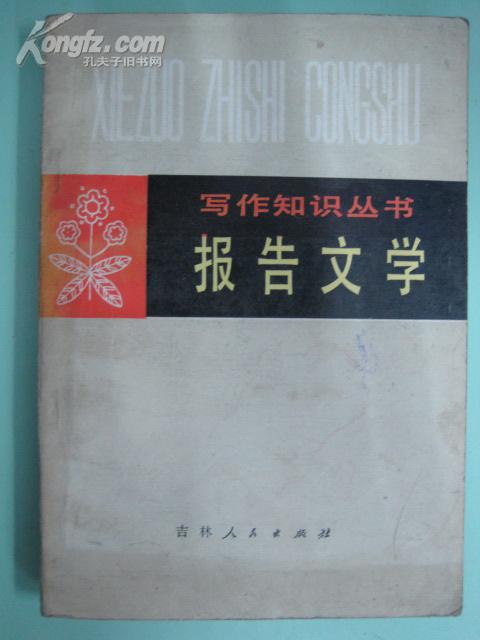 Kongfz.com
孔夫子旧书网
XIEZUO ZHISHI CONGSHU
写作知识丛书
报告文学
吉林人民出版社